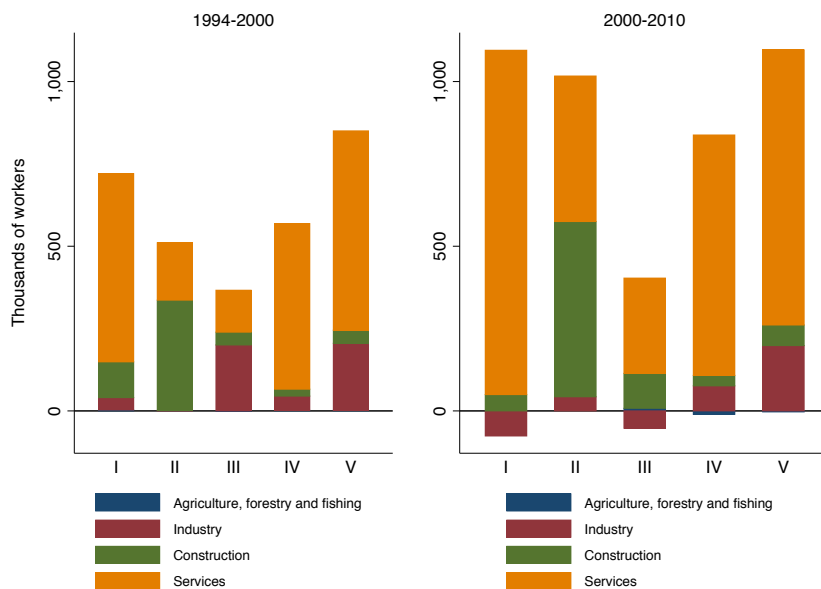 1994-2000
2000-2010
Thousands of workers
1,000
500
0
I II III IV V
1,000
500
0
I II III IV V
Agriculture, forestry and fishing
Industry
Construction
Services
Agriculture, forestry and fishing
Industry
Construction
Services